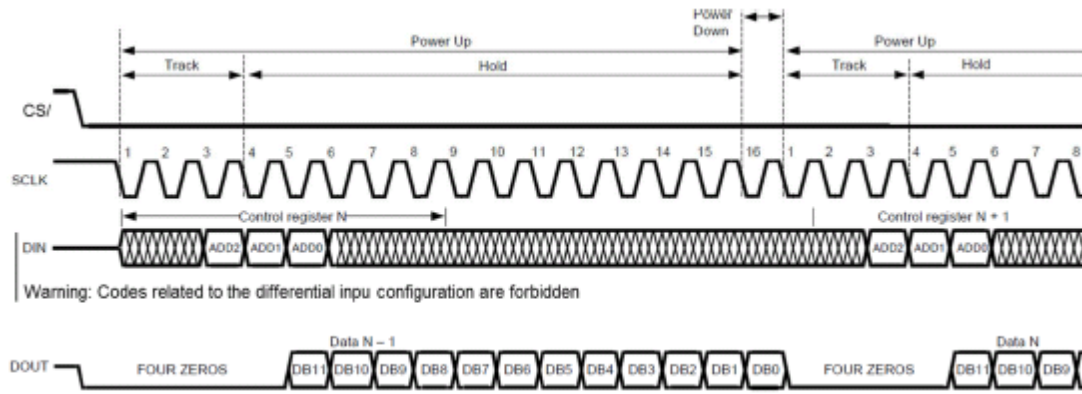 Power
Down
Power Up Power Up
Track Hold Track Hold
CS/
1 2 3 4 5 6 7 8 9 10 11 12 13 14 15 16 1 2 3 4 5 6 7 8
SCLK
Control register N Control register N + 1
DIN ADD2 ADD1 ADD0 ADD2 ADD1 ADD0
Warning: Codes related to the differential inpu configuration are forbidden
Data N – 1 Data N
DOUT FOUR ZEROS DB11 DB10 DB9 DB8 DB7 DB6 DB5 DB4 DB3 DB2 DB1 DB0 FOUR ZEROS DB11 DB10 DB9